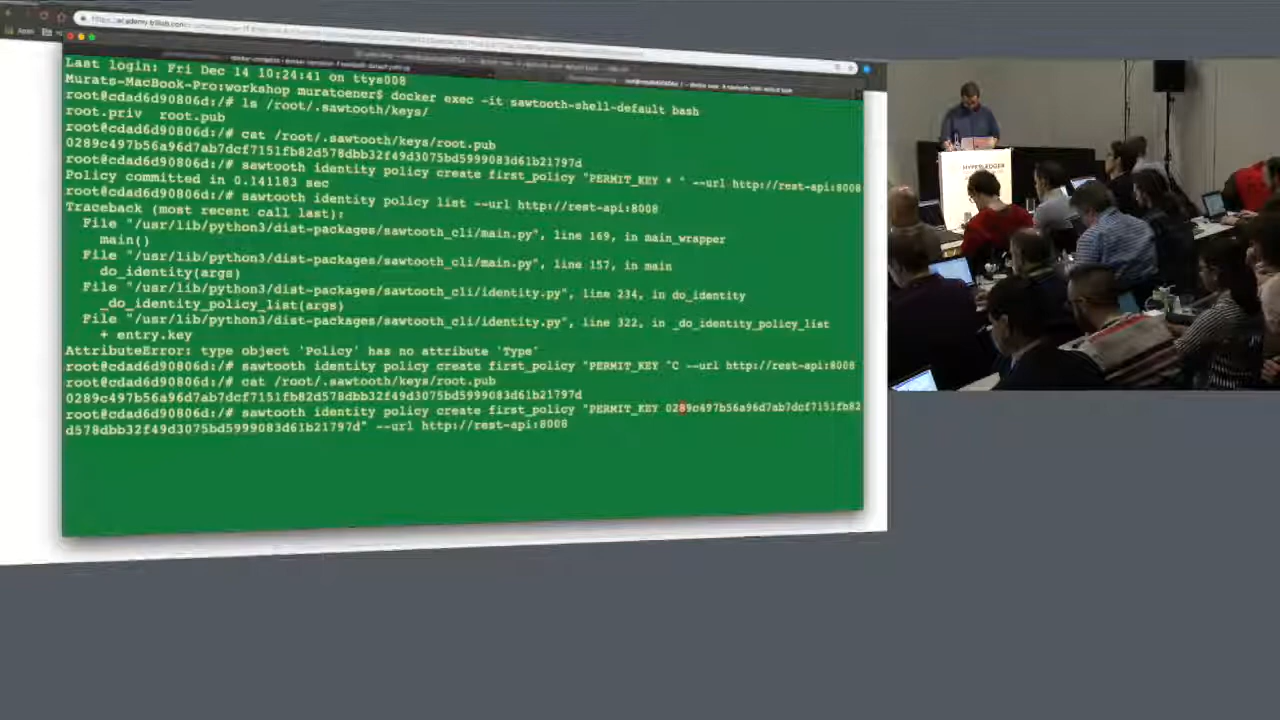 Apps
Last login: Fri Dec 14 10:24:41 on ttys008
Murats-MacBook-Pro:workshop muratoener$ docker exec -it sawtooth-shell-default bash
root@cdad6d90806d:/# ls /root/.sawtooth/keys/
root.priv  root.pub
root@cdad6d90806d:/# cat /root/.sawtooth/keys/root.pub
0289c497b56a96d7ab7dcf7151fb82d578dbb32f49d3075bd5999083d61b21797d
root@cdad6d90806d:/# sawtooth identity policy create first_policy "PERMIT_KEY * " --url http://rest-api:8008
Policy committed in 0.141183 sec
root@cdad6d90806d:/# sawtooth identity policy list --url http://rest-api:8008
Traceback (most recent call last):
File "/usr/lib/python3/dist-packages/sawtooth_cli/main.py", line 169, in main_wrapper
main()
File "/usr/lib/python3/dist-packages/sawtooth_cli/main.py", line 157, in main
do_identity(args)
File "/usr/lib/python3/dist-packages/sawtooth_cli/identity.py", line 234, in do_identity
_do_identity_policy_list(args)
File "/usr/lib/python3/dist-packages/sawtooth_cli/identity.py", line 322, in _do_identity_policy_list
+ entry.key
AttributeError: type object 'Policy' has no attribute 'Type'
root@cdad6d90806d:/# sawtooth identity policy create first_policy "PERMIT_KEY ^C --url http://rest-api:8008
root@cdad6d90806d:/# cat /root/.sawtooth/keys/root.pub
0289c497b56a96d7ab7dcf7151fb82d578dbb32f49d3075bd5999083d61b21797d
root@cdad6d90806d:/# sawtooth identity policy create first_policy "PERMIT_KEY 0289c497b56a96d7ab7dcf7151fb82
d578dbb32f49d3075bd5999083d61b21797d" --url http://rest-api:8008
HYPERLEDGER